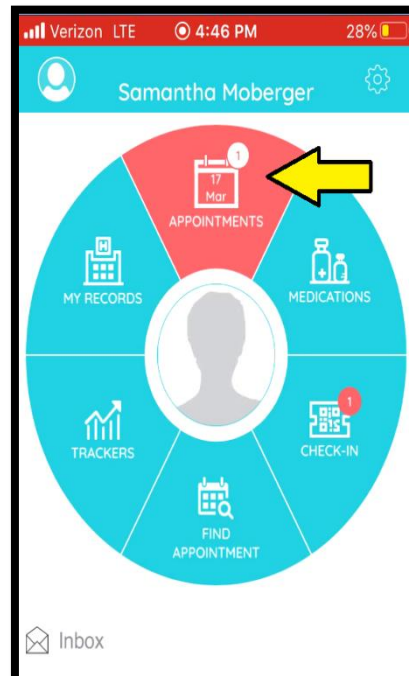 Verizon LTE 4:46 PM 28%
Samantha Moberger
1
17
Mar
APPOINTMENTS
MY RECORDS
MEDICATIONS
TRACKERS
1
CHECK-IN
FIND
APPOINTMENT
Inbox